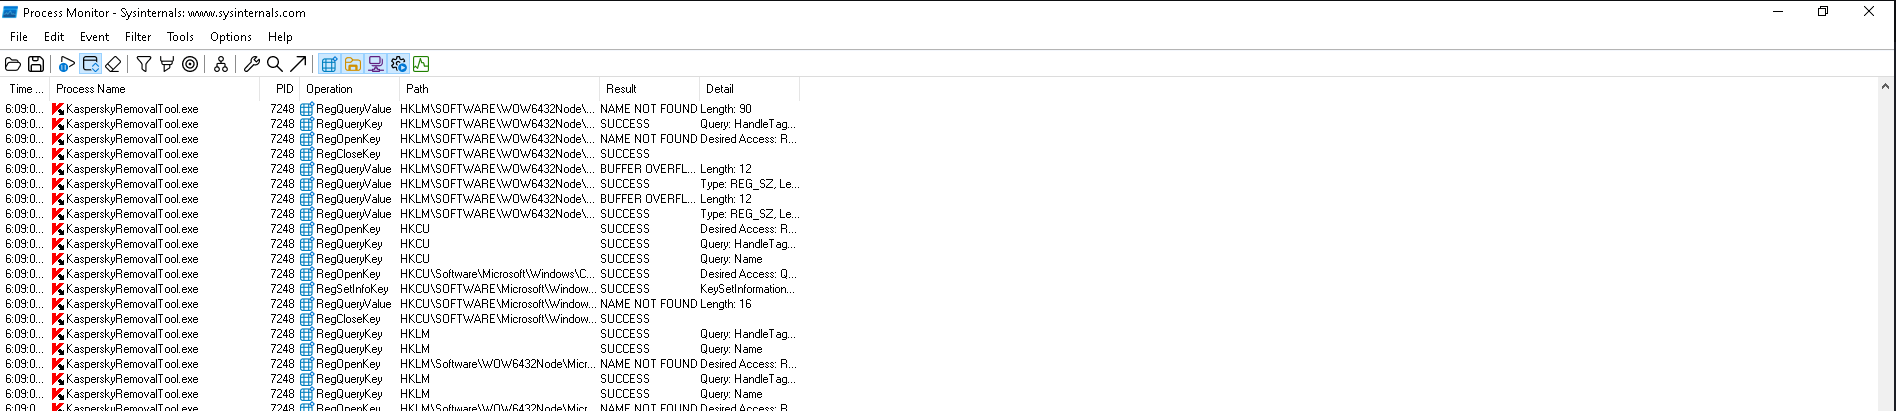 Process Monitor - Sysinternals: www.sysinternals.com
File Edit Event Filter Tools Options Help
Time ... Process Name PID Operation Path Result Detail
6:09:0... KasperskyRemovalTool.exe 7248 RegQueryValue HKLM\SOFTWARE\WOW6432Node\... NAME NOT FOUND Length: 90
6:09:0... KasperskyRemovalTool.exe 7248 RegQueryKey HKLM\SOFTWARE\WOW6432Node\... SUCCESS Query: HandleTag...
6:09:0... KasperskyRemovalTool.exe 7248 RegOpenKey HKLM\SOFTWARE\WOW6432Node\... NAME NOT FOUND Desired Access: R...
6:09:0... KasperskyRemovalTool.exe 7248 RegCloseKey HKLM\SOFTWARE\WOW6432Node\... SUCCESS
6:09:0... KasperskyRemovalTool.exe 7248 RegQueryValue HKLM\SOFTWARE\WOW6432Node\... BUFFER OVERFL... Length: 12
6:09:0... KasperskyRemovalTool.exe 7248 RegQueryValue HKLM\SOFTWARE\WOW6432Node\... SUCCESS Type: REG_SZ, Le...
6:09:0... KasperskyRemovalTool.exe 7248 RegQueryValue HKLM\SOFTWARE\WOW6432Node\... BUFFER OVERFL... Length: 12
6:09:0... KasperskyRemovalTool.exe 7248 RegQueryValue HKLM\SOFTWARE\WOW6432Node\... SUCCESS Type: REG_SZ, Le...
6:09:0... KasperskyRemovalTool.exe 7248 RegOpenKey HKCU SUCCESS Desired Access: R...
6:09:0... KasperskyRemovalTool.exe 7248 RegQueryKey HKCU SUCCESS Query: HandleTag...
6:09:0... KasperskyRemovalTool.exe 7248 RegQueryKey HKCU SUCCESS Query: Name
6:09:0... KasperskyRemovalTool.exe 7248 RegOpenKey HKCU\Software\Microsoft\Windows\C... SUCCESS Desired Access: Q...
6:09:0... KasperskyRemovalTool.exe 7248 RegSetInfoKey HKCU\SOFTWARE\Microsoft\Window... SUCCESS KeySetInformation...
6:09:0... KasperskyRemovalTool.exe 7248 RegQueryValue HKCU\SOFTWARE\Microsoft\Window... NAME NOT FOUND Length: 16
6:09:0... KasperskyRemovalTool.exe 7248 RegCloseKey HKCU\SOFTWARE\Microsoft\Window... SUCCESS
6:09:0... KasperskyRemovalTool.exe 7248 RegQueryKey HKLM SUCCESS Query: HandleTag...
6:09:0... KasperskyRemovalTool.exe 7248 RegQueryKey HKLM SUCCESS Query: Name
6:09:0... KasperskyRemovalTool.exe 7248 RegOpenKey HKLM\Software\WOW6432Node\Micr... NAME NOT FOUND Desired Access: R...
6:09:0... KasperskyRemovalTool.exe 7248 RegQueryKey HKLM SUCCESS Query: HandleTag...
6:09:0... KasperskyRemovalTool.exe 7248 RegQueryKey HKLM SUCCESS Query: Name
6:09:0... KasperskyRemovalTool.exe 7248 RegOpenKey HKLM\Software\WOW6432Node\Micr... NAME NOT FOUND Desired Access: R...